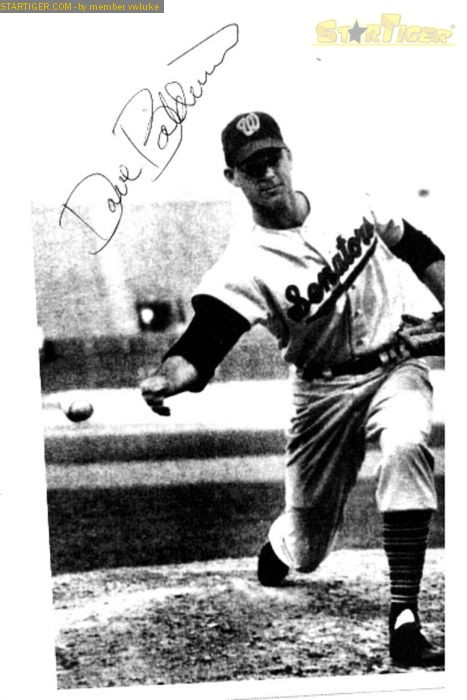 STARTIGER.COM - by member vwluke
STARTIGER
Dave Baldwin
W
Senators